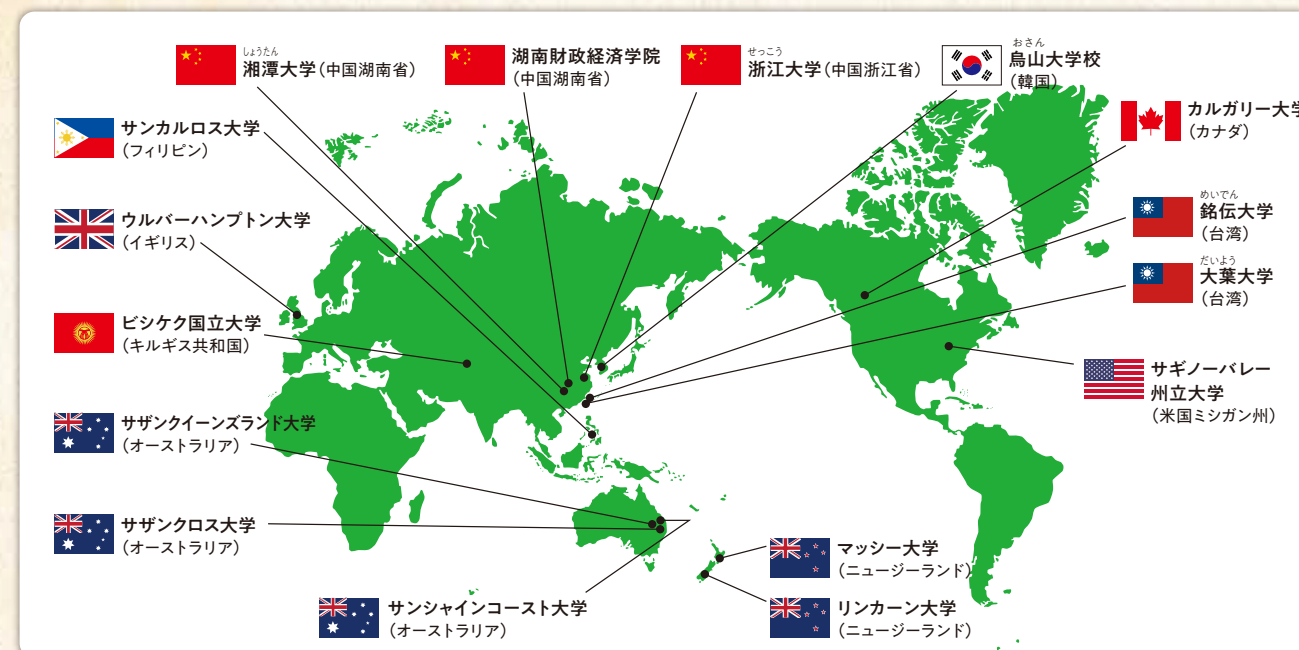 しょうたん
湘潭大学(中国湖南省)
湖南財政経済学院
(中国湖南省)
せっこう
浙江大学(中国浙江省)
おさん
烏山大学校
(韓国)
カルガリー大学
(カナダ)
サンカルロス大学
(フィリピン)
ウルバーハンプトン大学
(イギリス)
めいでん
銘伝大学
(台湾)
だいよう
大葉大学
(台湾)
ビシケク国立大学
(キルギス共和国)
サギノーバレー
州立大学
(米国ミシガン州)
サザンクイーンズランド大学
(オーストラリア)
サザンクロス大学
(オーストラリア)
マッシー大学
(ニュージーランド)
サンシャインコースト大学
(オーストラリア)
リンカーン大学
(ニュージーランド)